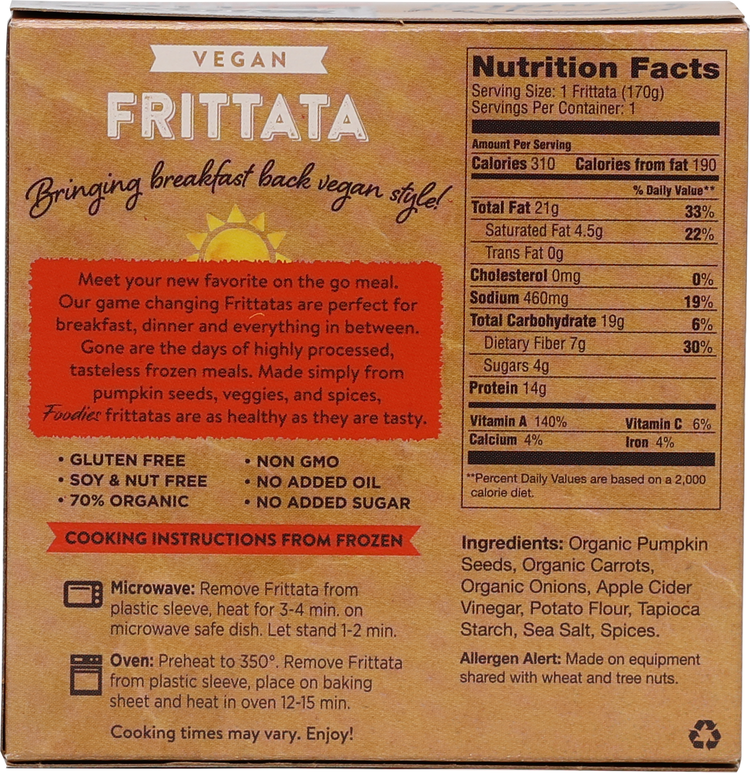 VEGAN
FRITTATA
Bringing breakfast back vegan style!
Meet your new favorite on the go meal.
Our game changing Frittatas are perfect for
breakfast, dinner and everything in between.
Gone are the days of highly processed,
tasteless frozen meals. Made simply from
pumpkin seeds, veggies, and spices,
Foodies frittatas are as healthy as they are tasty.
• GLUTEN FREE
• SOY & NUT FREE
• 70% ORGANIC
• NON GMO
• NO ADDED OIL
• NO ADDED SUGAR
COOKING INSTRUCTIONS FROM FROZEN
Microwave: Remove Frittata from
plastic sleeve, heat for 3-4 min. on
microwave safe dish. Let stand 1-2 min.
Oven: Preheat to 350°. Remove Frittata
from plastic sleeve, place on baking
sheet and heat in oven 12-15 min.
Cooking times may vary. Enjoy!
Nutrition Facts
Serving Size: 1 Frittata (170g)
Servings Per Container: 1
Amount Per Serving
Calories 310 Calories from fat 190
% Daily Value**
Total Fat 21g 33%
Saturated Fat 4.5g 22%
Trans Fat 0g
Cholesterol 0mg 0%
Sodium 460mg 19%
Total Carbohydrate 19g 6%
Dietary Fiber 7g 30%
Sugars 4g
Protein 14g
Vitamin A 140% Vitamin C 6%
Calcium 4% Iron 4%
**Percent Daily Values are based on a 2,000
calorie diet.
Ingredients: Organic Pumpkin
Seeds, Organic Carrots,
Organic Onions, Apple Cider
Vinegar, Potato Flour, Tapioca
Starch, Sea Salt, Spices.
Allergen Alert: Made on equipment
shared with wheat and tree nuts.